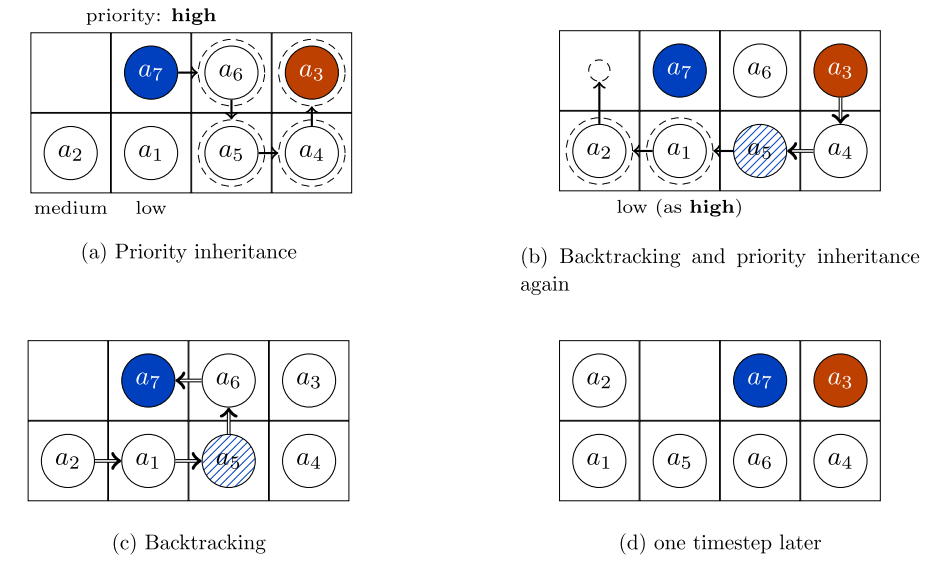 priority: high
a7 a6 a3
a2 a1 a5 a4
medium low
(a) Priority inheritance
a7 a6 a3
a2 a1 a5 a4
low (as high)
(b) Backtracking and priority inheritance
again
a7 a6 a3
a2 a1 a5 a4
(c) Backtracking
a2 a7 a3
a1 a5 a6 a4
(d) one timestep later